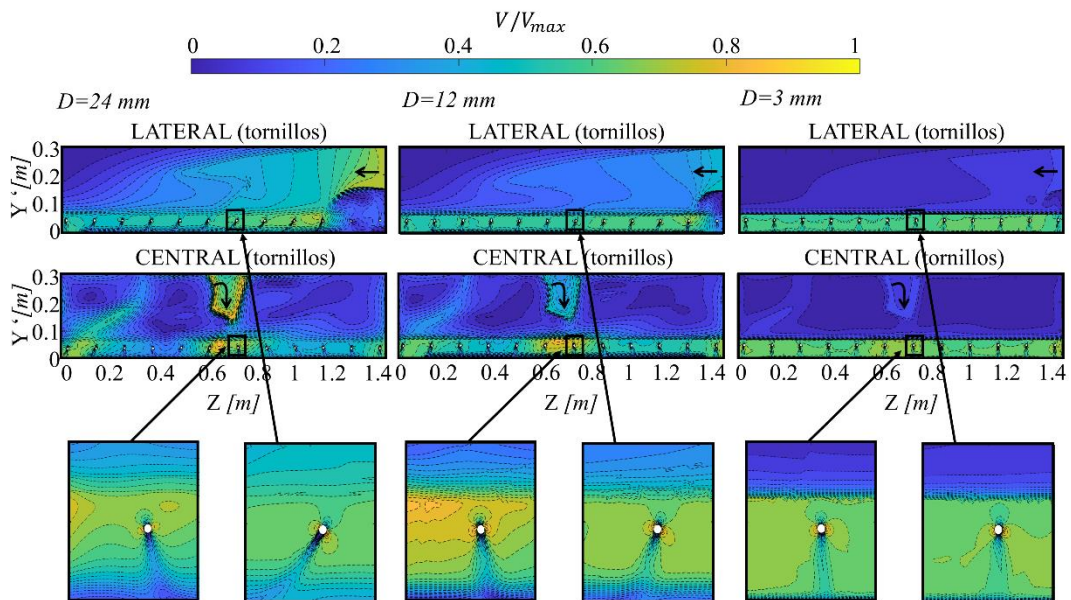 V/Vmax
0 0.2 0.4 0.6 0.8 1
D=24 mm D=12 mm D=3 mm
LATERAL (tornillos) LATERAL (tornillos) LATERAL (tornillos)
0.3
0.2
0.1
0
Y ‘ [m]
CENTRAL (tornillos) CENTRAL (tornillos) CENTRAL (tornillos)
0.3
0.2
0.1
0
Y ‘ [m]
0 0.2 0.4 0.6 0.8 1 1.2 1.4 0 0.2 0.4 0.6 0.8 1 1.2 1.4 0 0.2 0.4 0.6 0.8 1 1.2 1.4
Z [m] Z [m] Z [m]